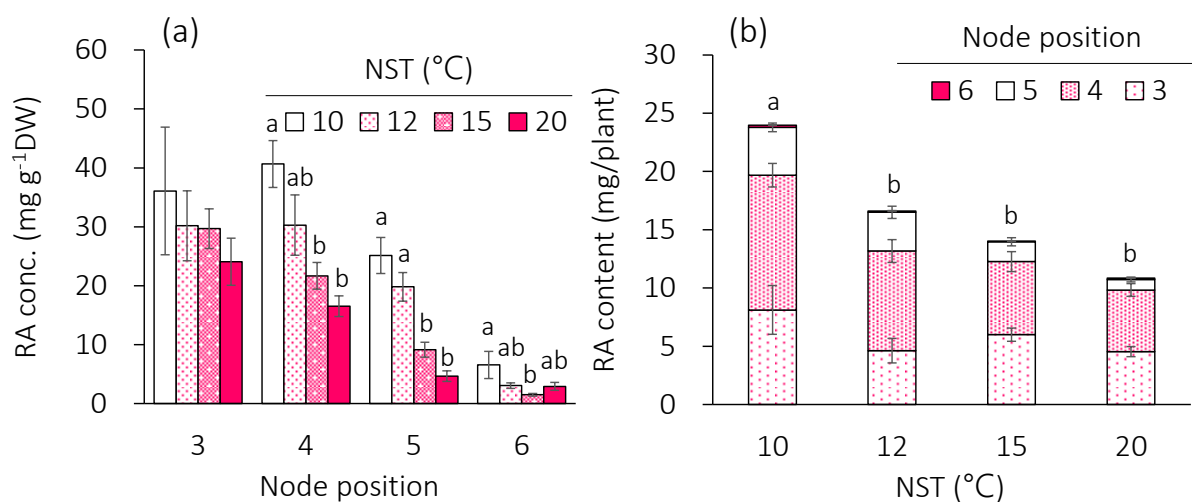 (a)
NST (°C)
10 12 15 20
RA conc. (mg g⁻¹DW)
60
50
40
30
20
10
0
a ab b b
a a b b
a ab b ab
3 4 5 6
Node position
(b)
Node position
6 5 4 3
RA content (mg/plant)
30
25
20
15
10
5
0
a b b b
10 12 15 20
NST (°C)